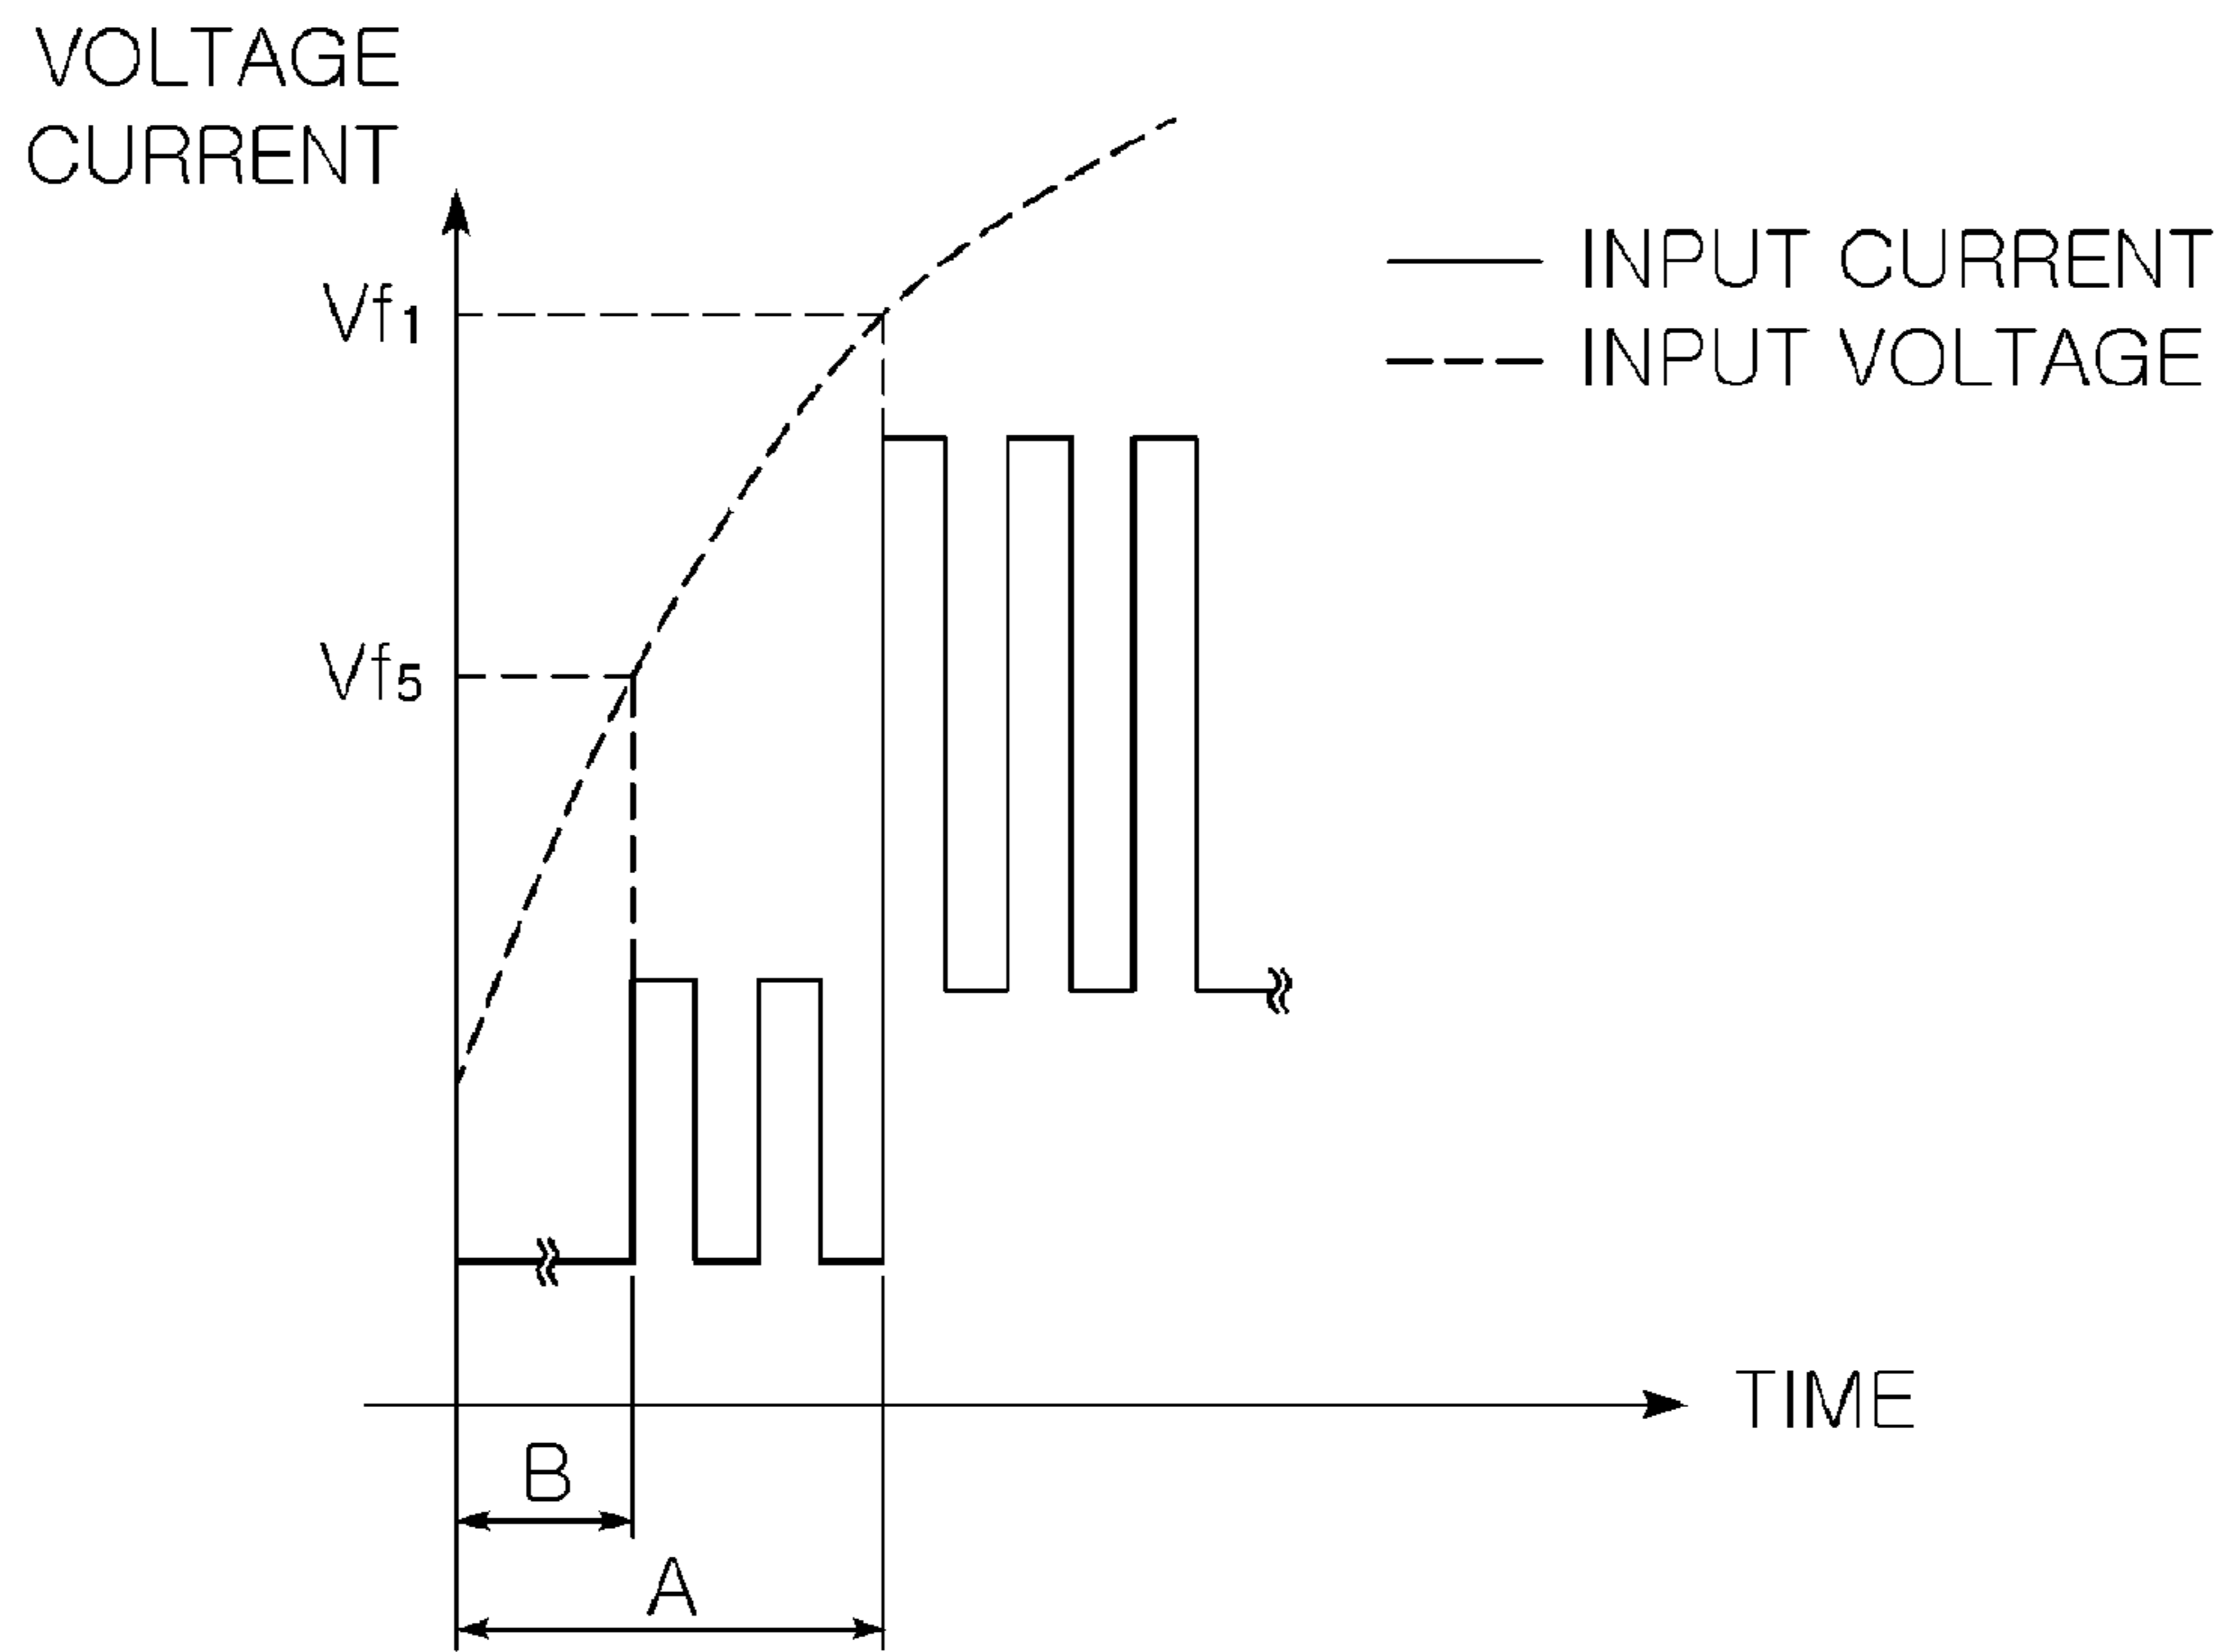 VOLTAGE
CURRENT
Vf1
INPUT CURRENT
INPUT VOLTAGE
Vf5
TIME
B
A